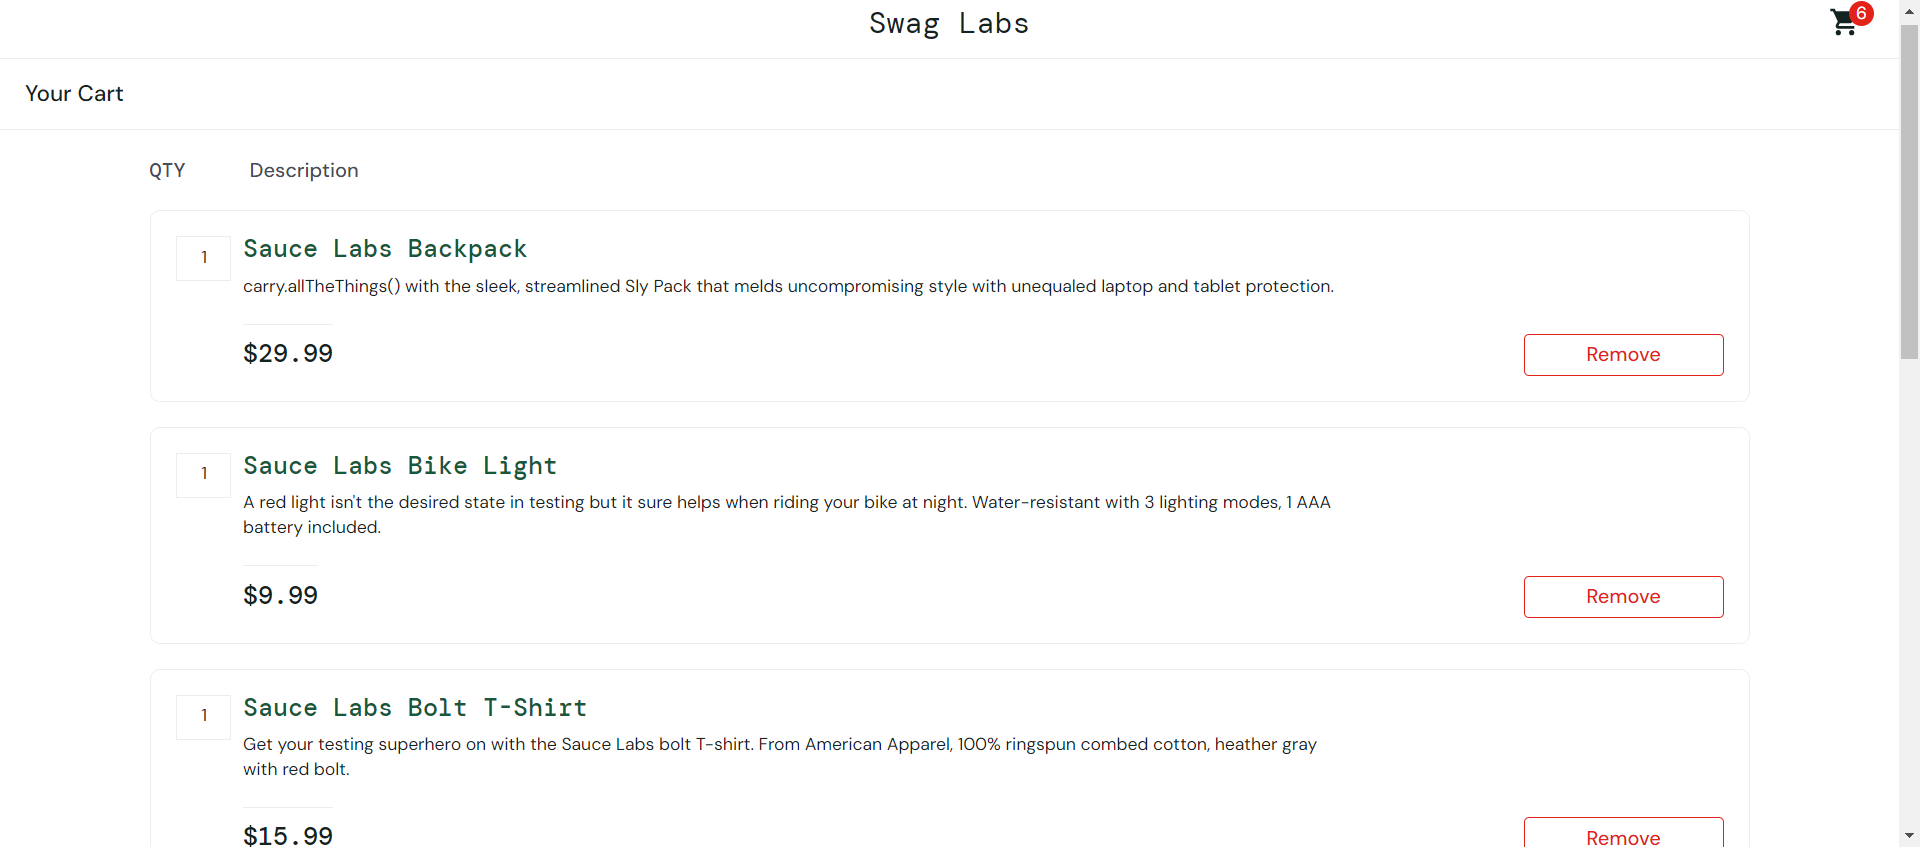 Swag Labs
6
Your Cart
QTY Description
1
Sauce Labs Backpack
carry.allTheThings() with the sleek, streamlined Sly Pack that melds uncompromising style with unequaled laptop and tablet protection.
$29.99
Remove
1
Sauce Labs Bike Light
A red light isn't the desired state in testing but it sure helps when riding your bike at night. Water-resistant with 3 lighting modes, 1 AAA
battery included.
$9.99
Remove
1
Sauce Labs Bolt T-Shirt
Get your testing superhero on with the Sauce Labs bolt T-shirt. From American Apparel, 100% ringspun combed cotton, heather gray
with red bolt.
$15.99
Remove